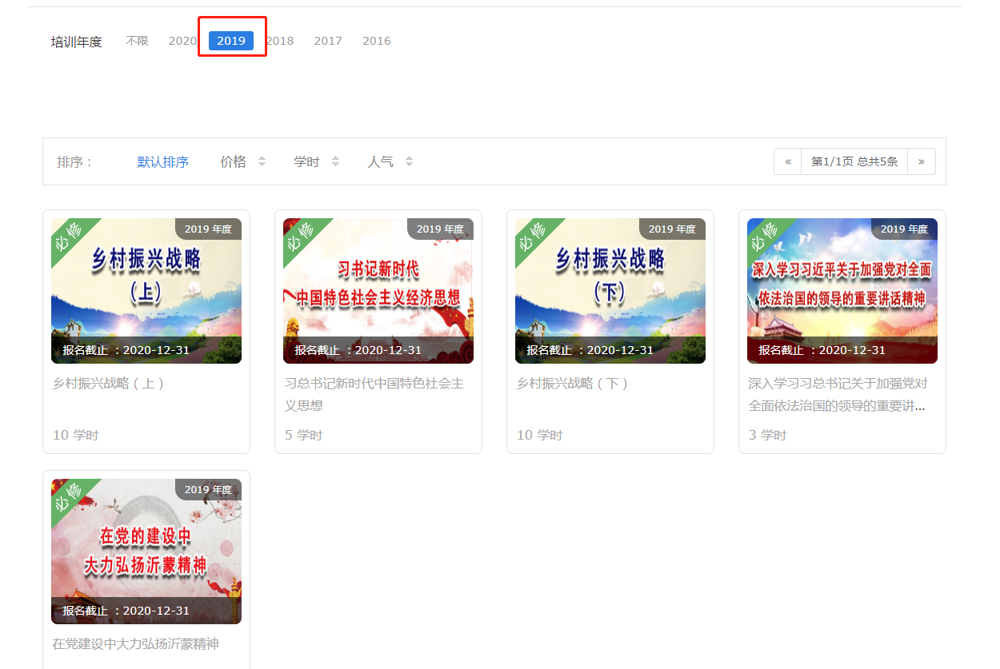 培训年度 不限 2020 2019 2018 2017 2016
排序： 默认排序 价格 学时 人气 « 第1/1页 总共5条 »
必修 2019 年度
乡村振兴战略
（上）
报名截止 ：2020-12-31
乡村振兴战略（上）
10 学时
必修 2019 年度
习书记新时代
中国特色社会主义经济思想
报名截止 ：2020-12-31
习总书记新时代中国特色社会主
义思想
5 学时
必修 2019 年度
乡村振兴战略
（下）
报名截止 ：2020-12-31
乡村振兴战略（下）
10 学时
必修 2019 年度
深入学习习近平关于加强党对全面
依法治国的领导的重要讲话精神
报名截止 ：2020-12-31
深入学习习总书记关于加强党对
全面依法治国的领导的重要讲...
3 学时
必修 2019 年度
在党的建设中
大力弘扬沂蒙精神
报名截止 ：2020-12-31
在党建设中大力弘扬沂蒙精神